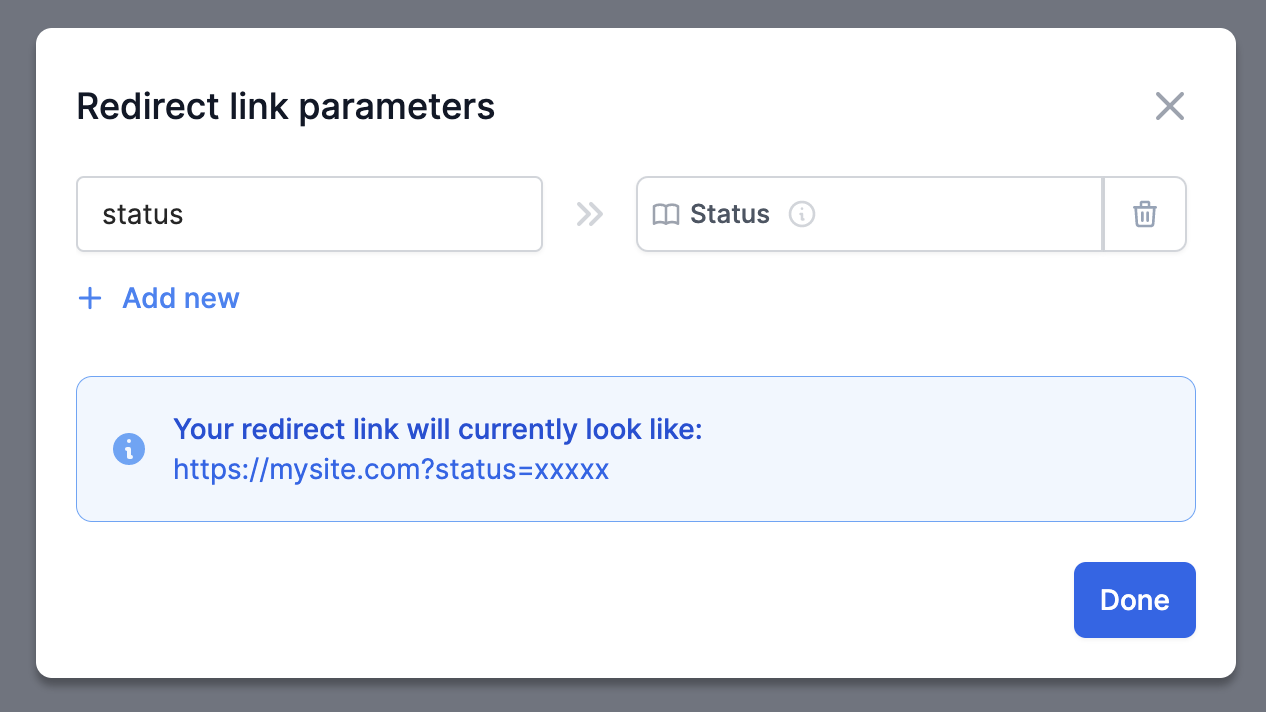 Redirect link parameters
status
Status
Add new
Your redirect link will currently look like:
https://mysite.com?status=xxxxx
Done